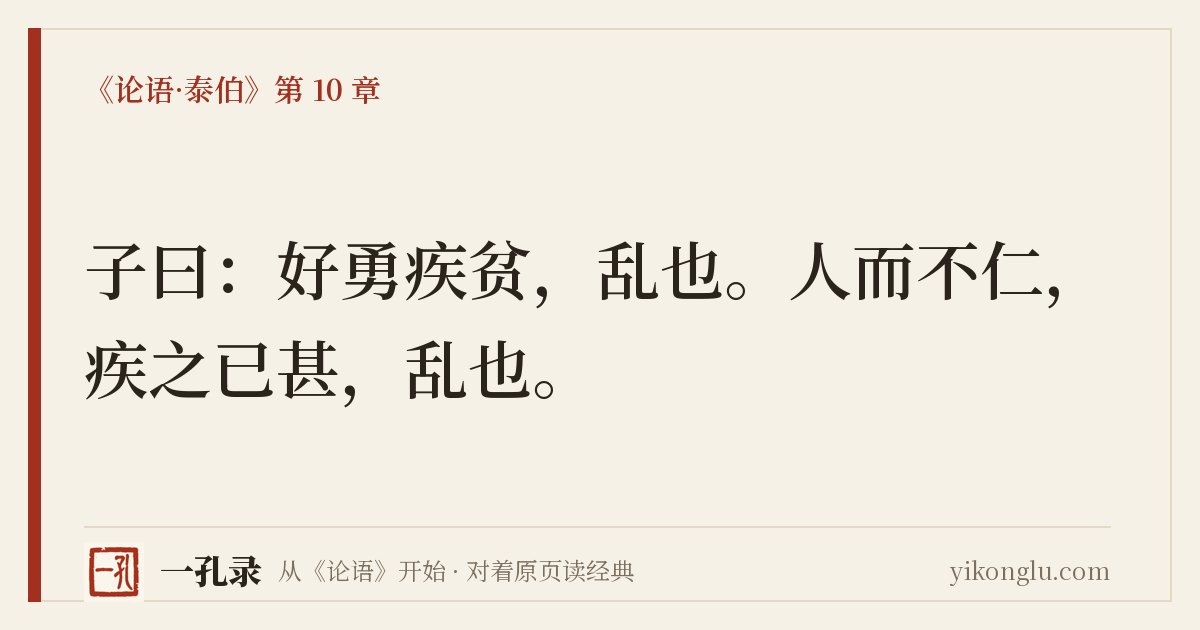 《论语·泰伯》第 10 章
子曰：好勇疾贫，乱也。人而不仁，
疾之已甚，乱也。
一孔
一孔录 从《论语》开始 · 对着原页读经典 yikonglu.com